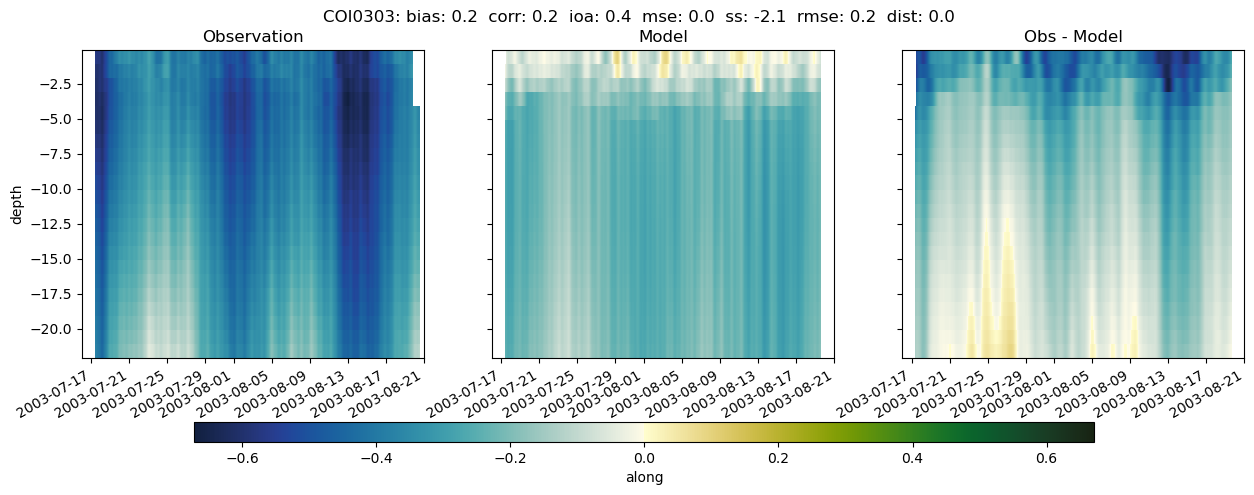 COI0303: bias: 0.2  corr: 0.2  ioa: 0.4  mse: 0.0  ss: -2.1  rmse: 0.2  dist: 0.0
Observation
Model
Obs - Model
depth
−2.5
−5.0
−7.5
−10.0
−12.5
−15.0
−17.5
−20.0
2003-07-17 2003-07-21 2003-07-25 2003-07-29 2003-08-01 2003-08-05 2003-08-09 2003-08-13 2003-08-17 2003-08-21
2003-07-17 2003-07-21 2003-07-25 2003-07-29 2003-08-01 2003-08-05 2003-08-09 2003-08-13 2003-08-17 2003-08-21
2003-07-17 2003-07-21 2003-07-25 2003-07-29 2003-08-01 2003-08-05 2003-08-09 2003-08-13 2003-08-17 2003-08-21
−0.6 −0.4 −0.2 0.0 0.2 0.4 0.6
along